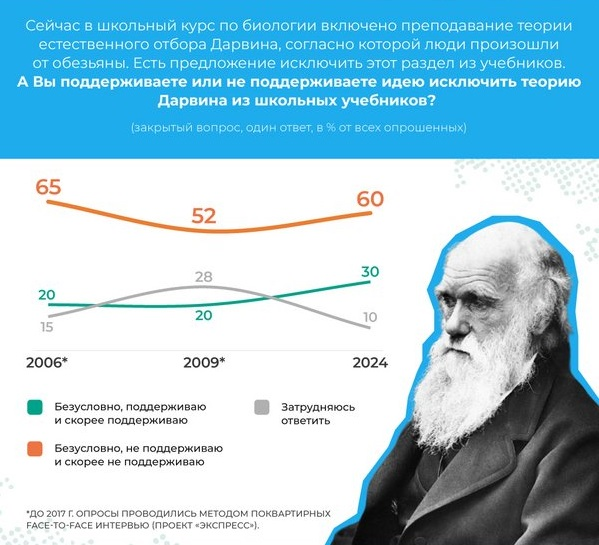 Сейчас в школьный курс по биологии включено преподавание теории
естественного отбора Дарвина, согласно которой люди произошли
от обезьяны. Есть предложение исключить этот раздел из учебников.
А Вы поддерживаете или не поддерживаете идею исключить теорию
Дарвина из школьных учебников?
(закрытый вопрос, один ответ, в % от всех опрошенных)
65
52
60
20
28
30
15
20
10
2006*
2009*
2024
Безусловно, поддерживаю
и скорее поддерживаю
Затрудняюсь
ответить
Безусловно, не поддерживаю
и скорее не поддерживаю
*ДО 2017 Г. ОПРОСЫ ПРОВОДИЛИСЬ МЕТОДОМ ПОКВАРТИРНЫХ
FACE-TO-FACE ИНТЕРВЬЮ (ПРОЕКТ «ЭКСПРЕСС»).